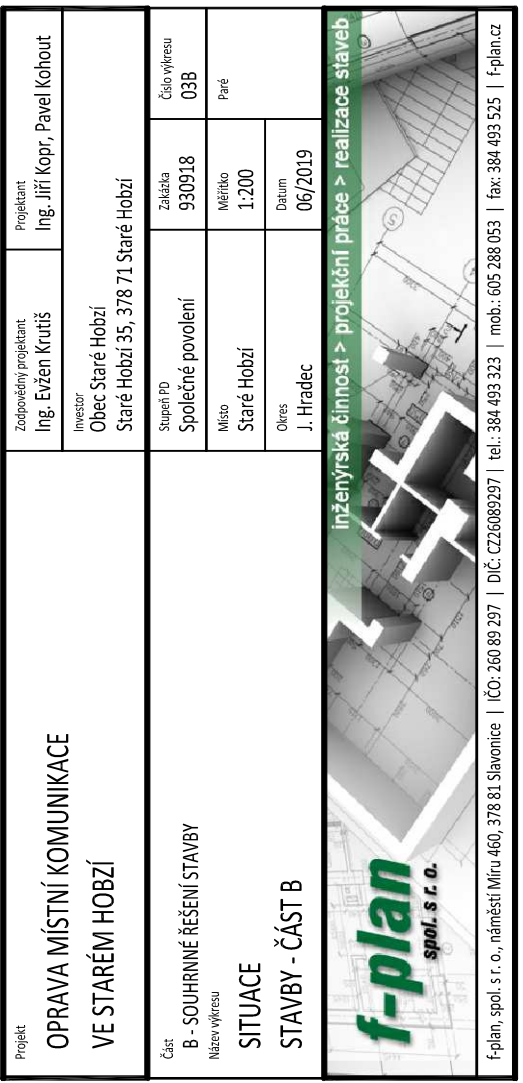 Projekt
OPRAVA MÍSTNÍ KOMUNIKACE
VE STARÉM HOBZÍ
Zodpovědný projektant
Ing. Evžen Krutiš
Projektant
Ing. Jiří Kopr, Pavel Kohout
Investor
Obec Staré Hobzí
Staré Hobzí 35, 378 71 Staré Hobzí
Část
B - SOUHRNNÉ ŘEŠENÍ STAVBY
Název výkresu
SITUACE
STAVBY - ČÁST B
Stupeň PD
Společné povolení
Zakázka
930918
Číslo výkresu
03B
Místo
Staré Hobzí
Měřítko
1:200
Paré
Okres
J. Hradec
Datum
06/2019
inženýrská činnost > projekční práce > realizace staveb
f-plan
spol. s r. o.
f-plan, spol. s r. o., náměstí Míru 460, 378 81 Slavonice | IČO: 260 89 297 | DIČ: CZ26089297 | tel.: 384 493 323 | mob.: 605 288 053 | fax: 384 493 525 | f-plan.cz